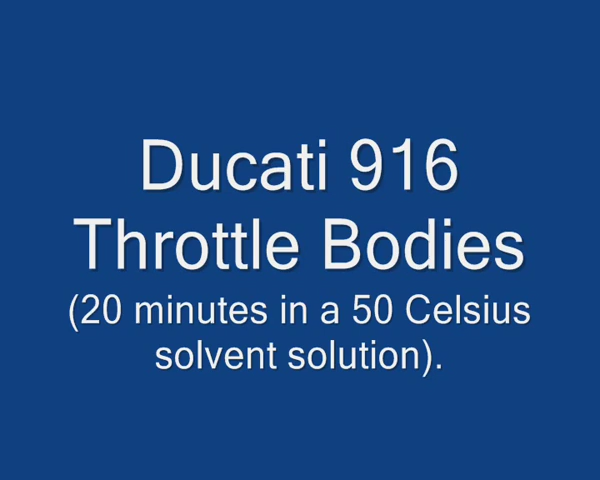 Ducati 916
Throttle Bodies
(20 minutes in a 50 Celsius
solvent solution).